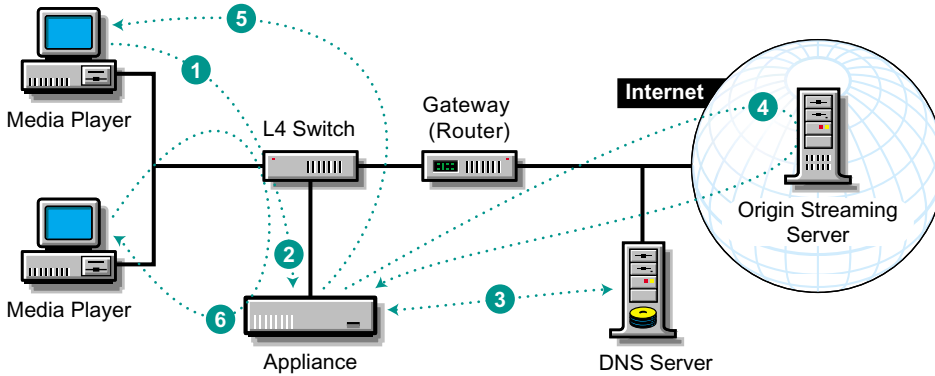 5
1
Internet
Media Player
L4 Switch
Gateway
(Router)
4
Origin Streaming
Server
2
3
6
Media Player
Appliance
DNS Server